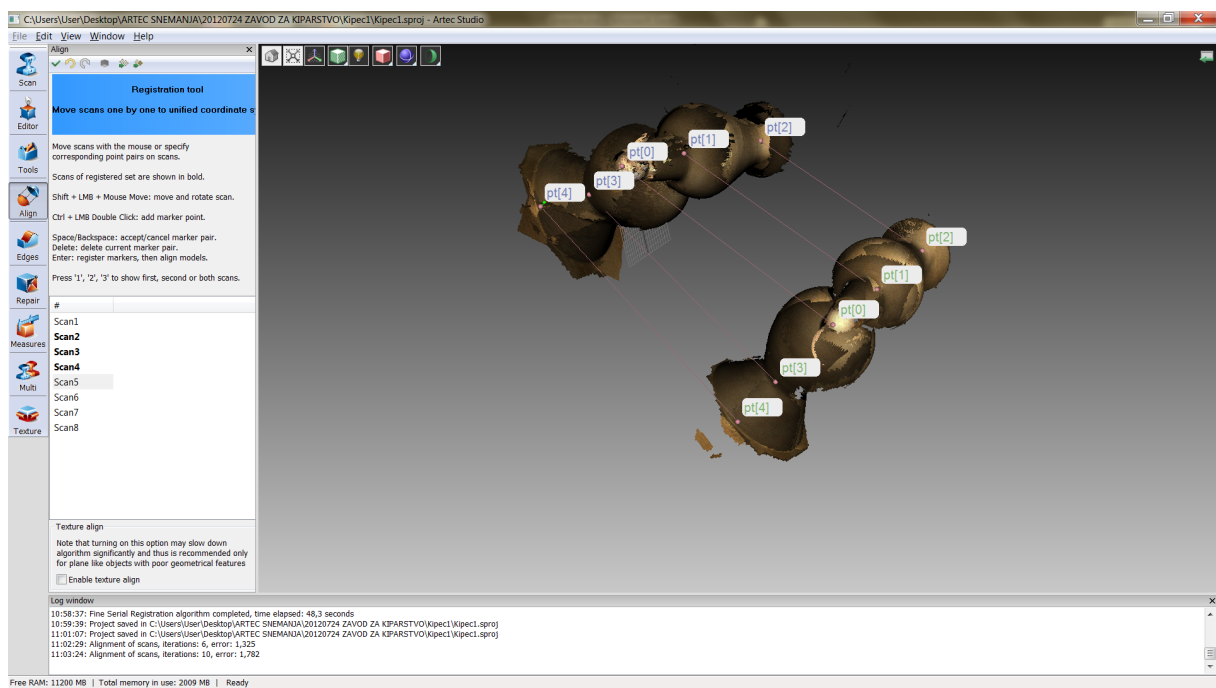 C:\Users\User\Desktop\ARTEC SNEMANJA\20120724 ZAVOD ZA KIPARSTVO\Kipec1\Kipec1.sproj - Artec Studio
File Edit View Window Help
Align
Registration tool
Move scans one by one to unified coordinate s
Move scans with the mouse or specify
corresponding point pairs on scans.
Scans of registered set are shown in bold.
Shift + LMB + Mouse Move: move and rotate scan.
Ctrl + LMB Double Click: add marker point.
Space/Backspace: accept/cancel marker pair.
Delete: delete current marker pair.
Enter: register markers, then align models.
Press '1', '2', '3' to show first, second or both scans.
#
Scan1
Scan2
Scan3
Scan4
Scan5
Scan6
Scan7
Scan8
Texture align
Note that turning on this option may slow down
algorithm significantly and thus is recommended only
for plane like objects with poor geometrical features
Enable texture align
Scan
Editor
Tools
Align
Edges
Repair
Measures
Multi
Texture
pt[2]
pt[1]
pt[0]
pt[3]
pt[4]
pt[2]
pt[1]
pt[0]
pt[3]
pt[4]
Log window
10:58:37: Fine Serial Registration algorithm completed, time elapsed: 48,3 seconds
10:59:39: Project saved in C:\Users\User\Desktop\ARTEC SNEMANJA\20120724 ZAVOD ZA KIPARSTVO\Kipec1\Kipec1.sproj
11:01:07: Project saved in C:\Users\User\Desktop\ARTEC SNEMANJA\20120724 ZAVOD ZA KIPARSTVO\Kipec1\Kipec1.sproj
11:02:29: Alignment of scans, iterations: 6, error: 1,325
11:03:24: Alignment of scans, iterations: 10, error: 1,782
Free RAM: 11200 MB | Total memory in use: 2009 MB | Ready